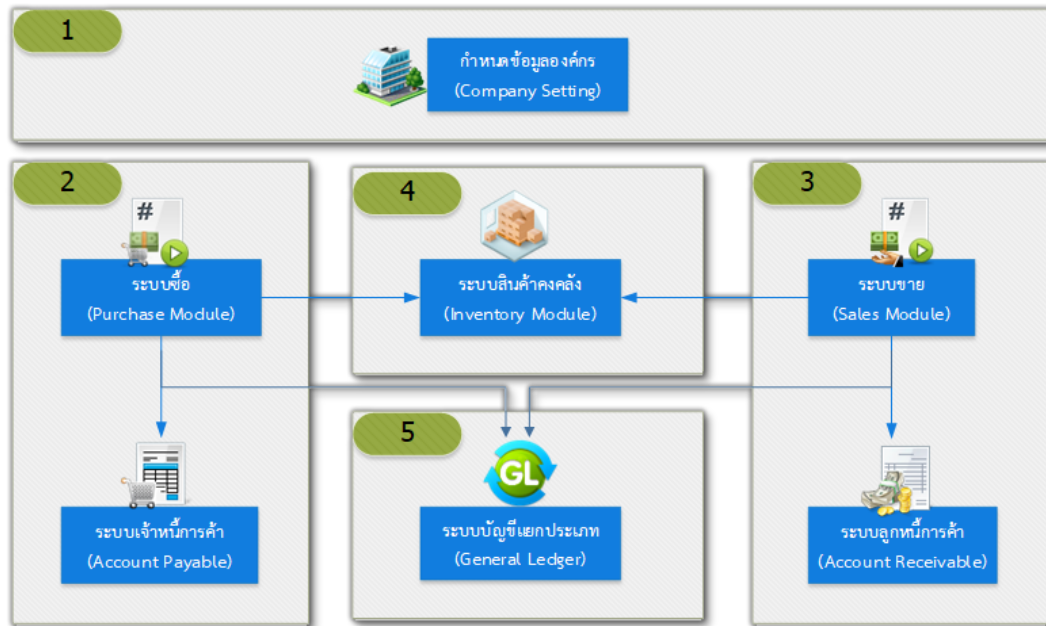 1
กำหนดข้อมูลองค์กร
(Company Setting)
2
#
ระบบซื้อ
(Purchase Module)
ระบบเจ้าหนี้การค้า
(Account Payable)
4
ระบบสินค้าคงคลัง
(Inventory Module)
5
GL
ระบบบัญชีแยกประเภท
(General Ledger)
3
#
ระบบขาย
(Sales Module)
ระบบลูกหนี้การค้า
(Account Receivable)